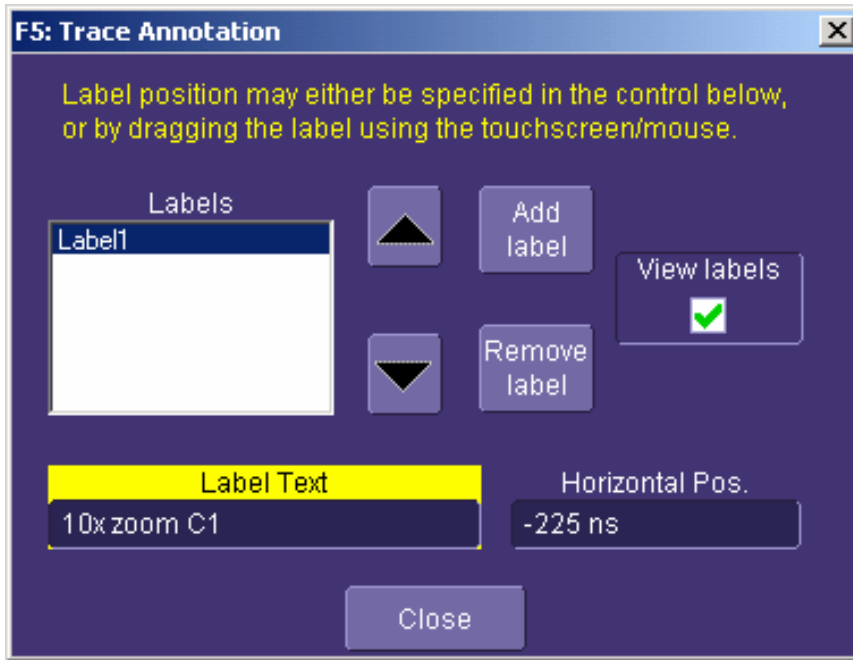 F5: Trace Annotation
Label position may either be specified in the control below,
or by dragging the label using the touchscreen/mouse.
Labels
Label1
Add
label
Remove
label
View labels
Label Text
10x zoom C1
Horizontal Pos.
-225 ns
Close